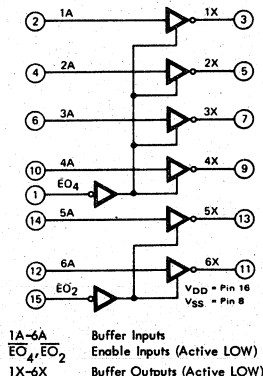 2 1A 1X 3
4 2A 2X 5
6 3A 3X 7
10 4A 4X 9
1 EO4
14 5A 5X 13
12 6A 6X 11
15 EO2
VDD = Pin 16
VSS = Pin 8
1A-6A Buffer Inputs
EO4, EO2 Enable Inputs (Active LOW)
1X-6X Buffer Outputs (Active LOW)